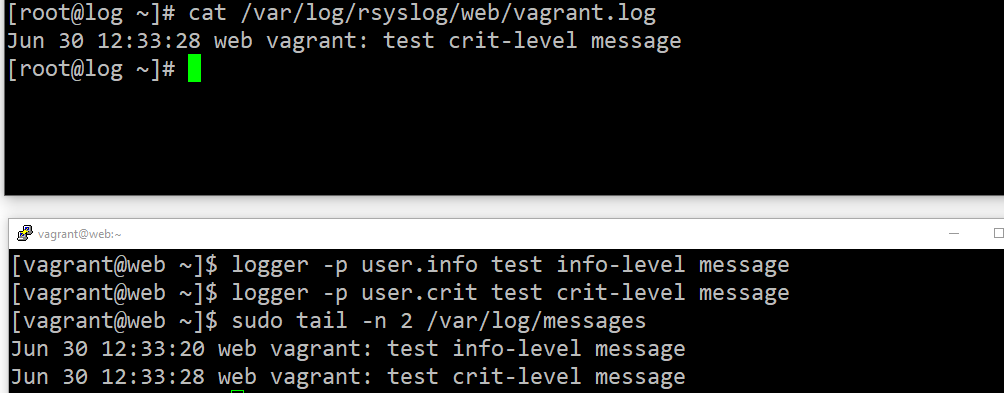 [root@log ~]# cat /var/log/rsyslog/web/vagrant.log
Jun 30 12:33:28 web vagrant: test crit-level message
[root@log ~]#
vagrant@web:~
[vagrant@web ~]$ logger -p user.info test info-level message
[vagrant@web ~]$ logger -p user.crit test crit-level message
[vagrant@web ~]$ sudo tail -n 2 /var/log/messages
Jun 30 12:33:20 web vagrant: test info-level message
Jun 30 12:33:28 web vagrant: test crit-level message